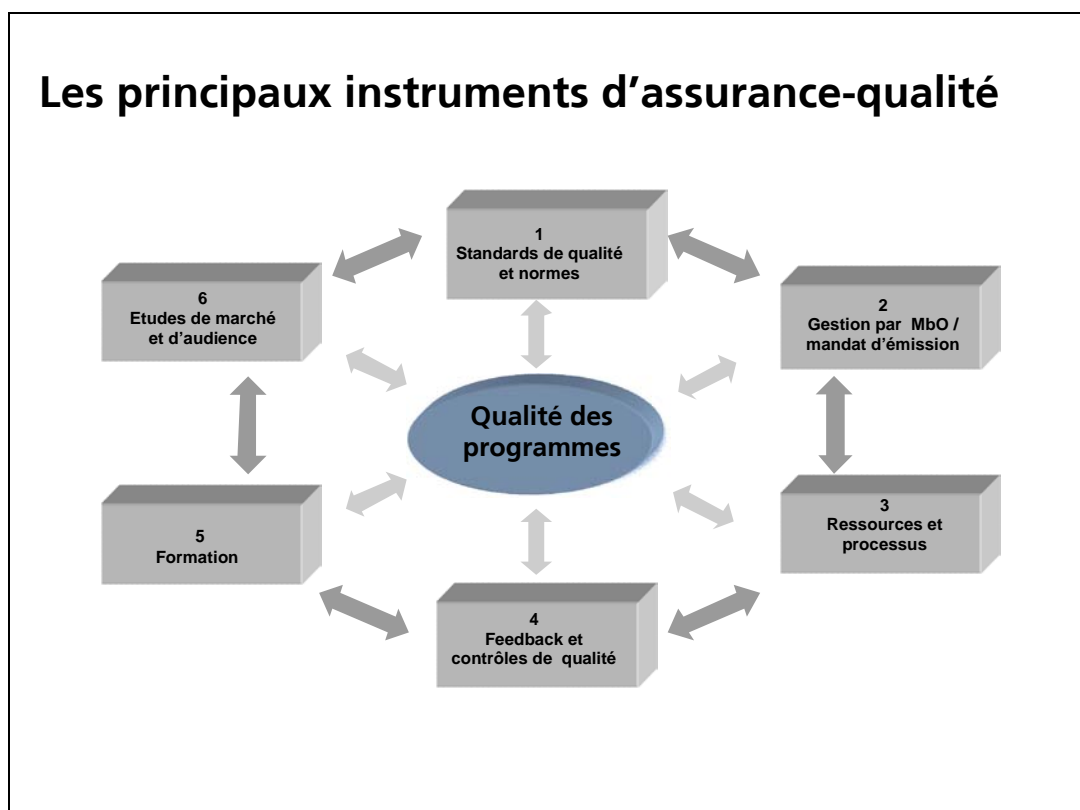 Les principaux instruments d’assurance-qualité
1
Standards de qualité
et normes
2
Gestion par MbO /
mandat d’émission
3
Ressources et
processus
4
Feedback et
contrôles de qualité
5
Formation
6
Etudes de marché
et d’audience
Qualité des
programmes